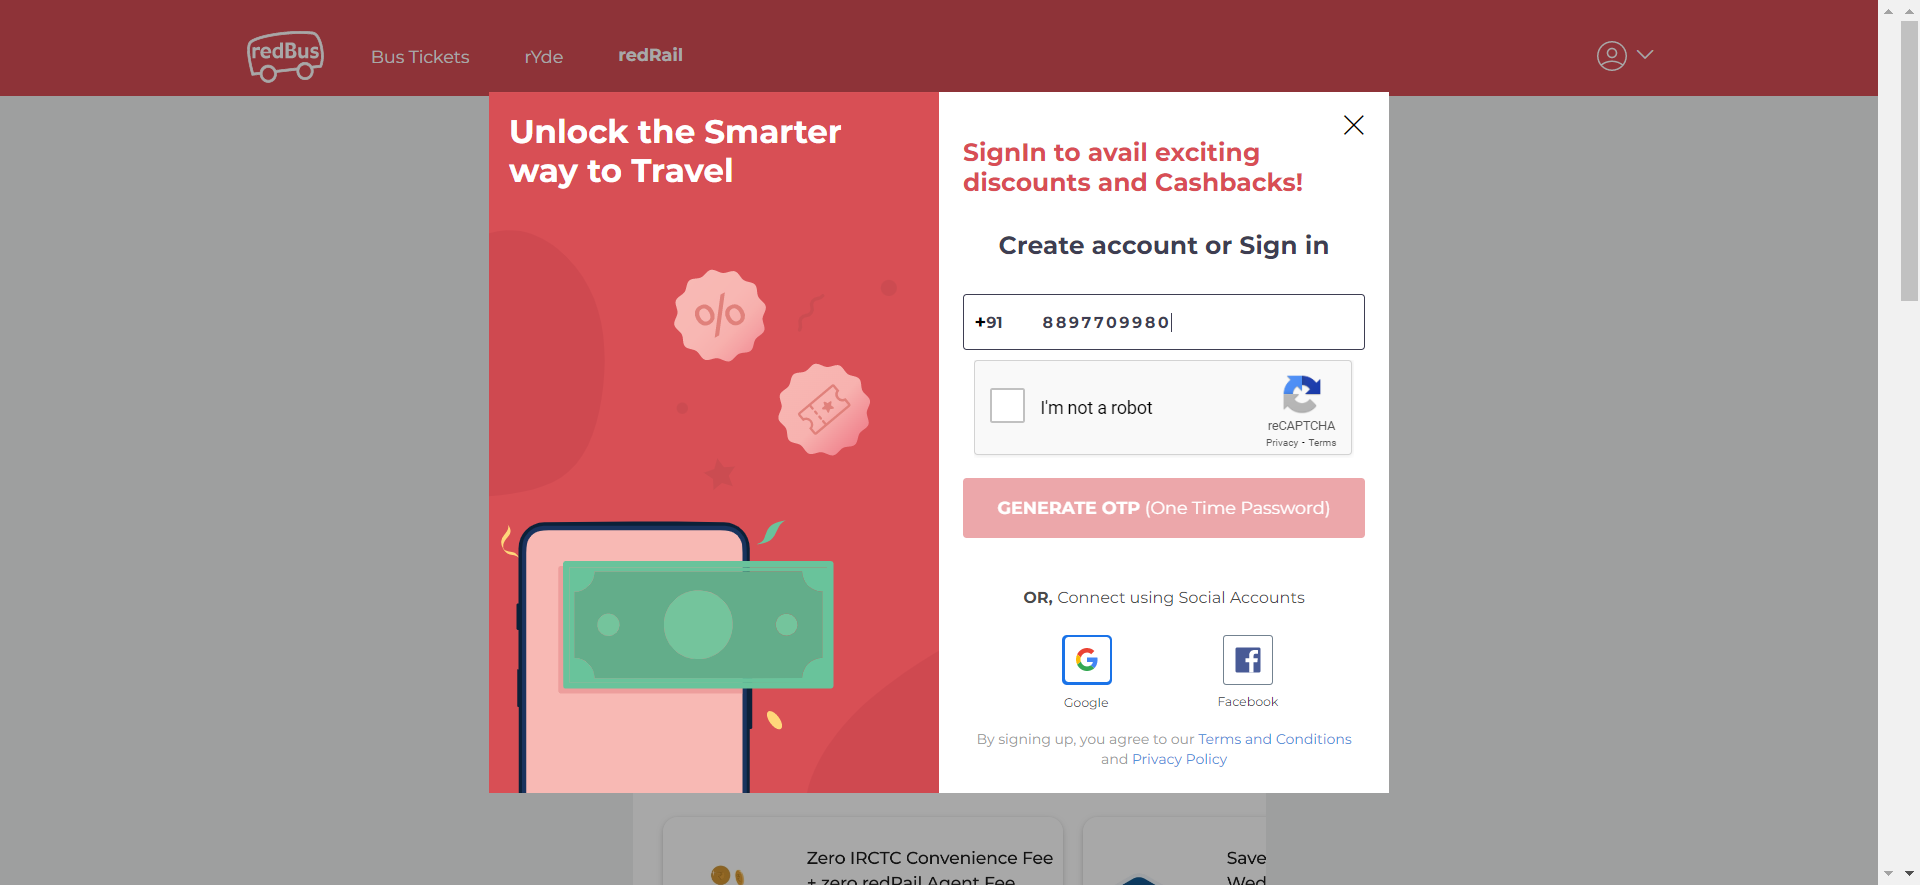 redBus
Bus Tickets
rYde
redRail
Unlock the Smarter
way to Travel
%
SignIn to avail exciting
discounts and Cashbacks!
Create account or Sign in
+91 8897709980
I'm not a robot
reCAPTCHA
Privacy - Terms
GENERATE OTP (One Time Password)
OR, Connect using Social Accounts
Google
Facebook
By signing up, you agree to our Terms and Conditions
and Privacy Policy
Zero IRCTC Convenience Fee
+ zero redRail Agent Fee
Save
Wed